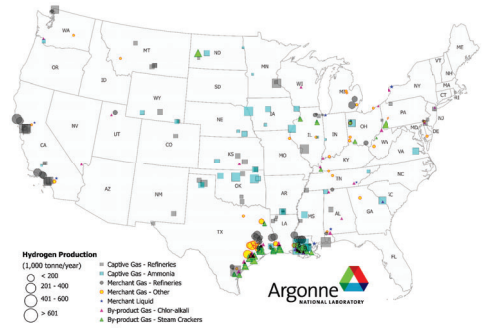 WA
MT
ND
MN
ME
VT
NH
MA
CT
OR
ID
SD
WI
MI
NY
WY
IA
PA
NJ
NE
NV
UT
IL
IN
OH
MD
DE
CA
CO
KS
MO
WV
VA
KY
NC
TN
AZ
NM
OK
AR
SC
MS
AL
GA
TX
LA
FL
Hydrogen Production
(1,000 tonne/year)
< 200
201 - 400
401 - 600
> 601
Captive Gas - Refineries
Captive Gas - Ammonia
Merchant Gas - Refineries
Merchant Gas - Other
Merchant Liquid
By-product Gas - Chlor-alkali
By-product Gas - Steam Crackers
Argonne
NATIONAL LABORATORY